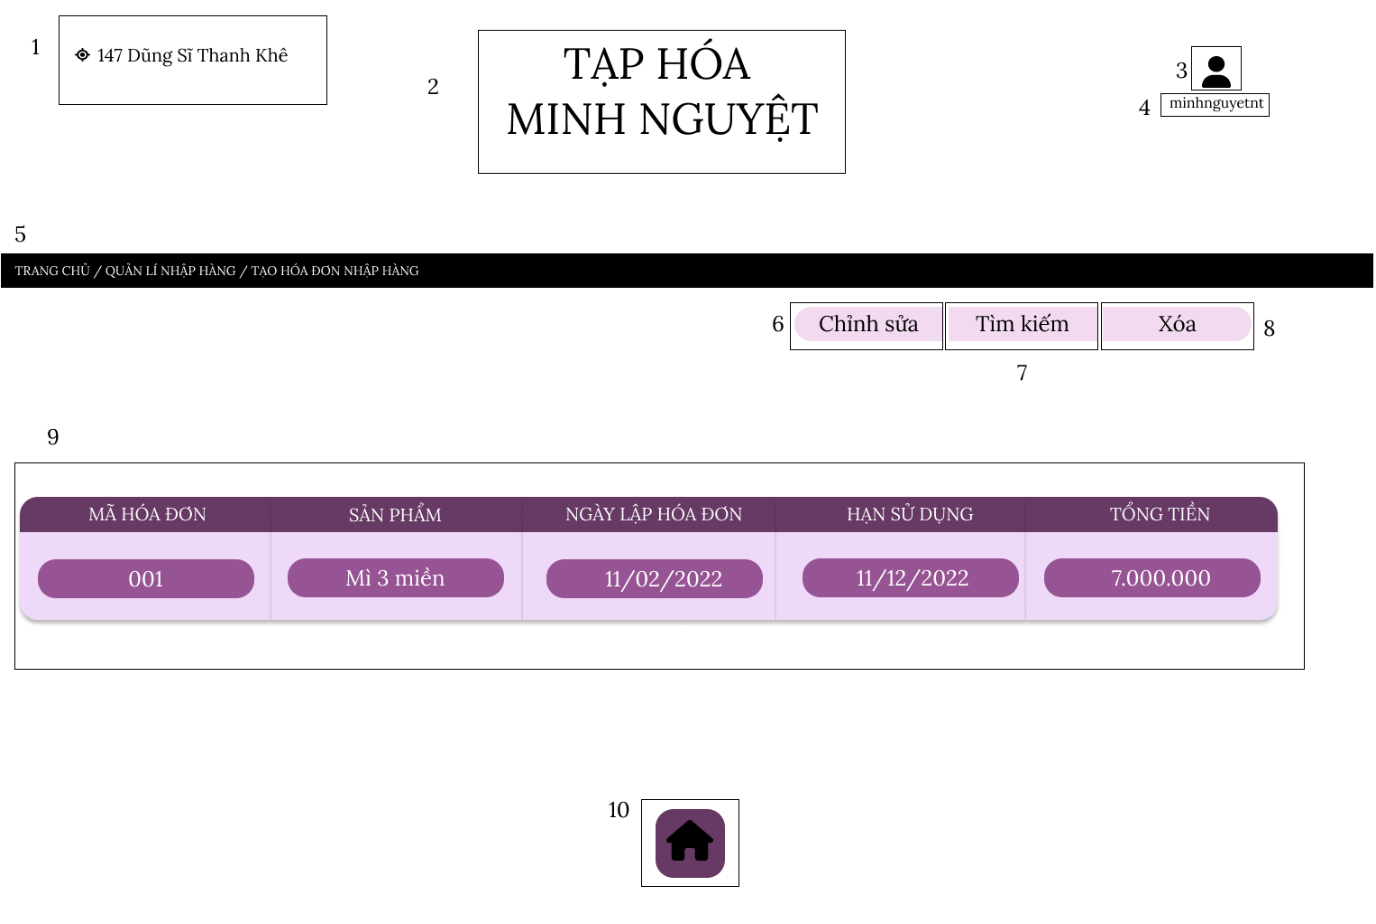 1
147 Dũng Sĩ Thanh Khê
2
TẠP HÓA
MINH NGUYỆT
3
4
minhnguyetnt
5
TRANG CHỦ / QUẢN LÍ NHẬP HÀNG / TẠO HÓA ĐƠN NHẬP HÀNG
6
Chỉnh sửa
Tìm kiếm
Xóa
8
7
9
MÃ HÓA ĐƠN
SẢN PHẨM
NGÀY LẬP HÓA ĐƠN
HẠN SỬ DỤNG
TỔNG TIỀN
001
Mì 3 miền
11/02/2022
11/12/2022
7.000.000
10